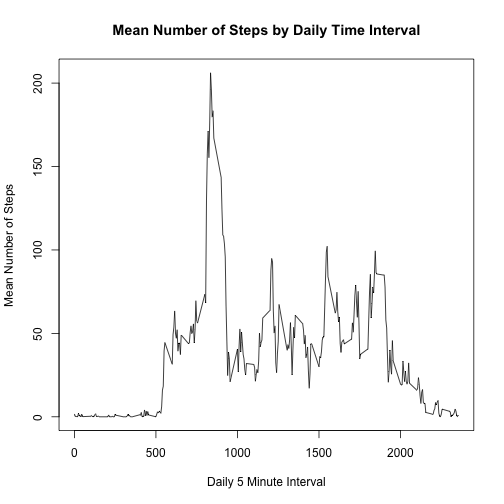 Mean Number of Steps by Daily Time Interval
Mean Number of Steps
200
150
100
50
0
0 500 1000 1500 2000
Daily 5 Minute Interval